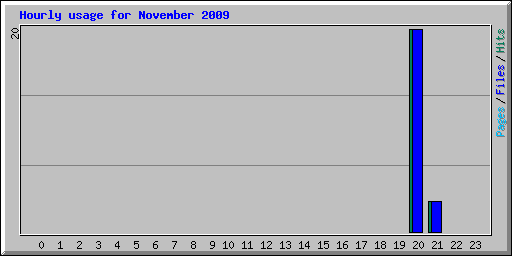 Hourly usage for November 2009
20
Pages/Files/Hits
0 1 2 3 4 5 6 7 8 9 10 11 12 13 14 15 16 17 18 19 20 21 22 23